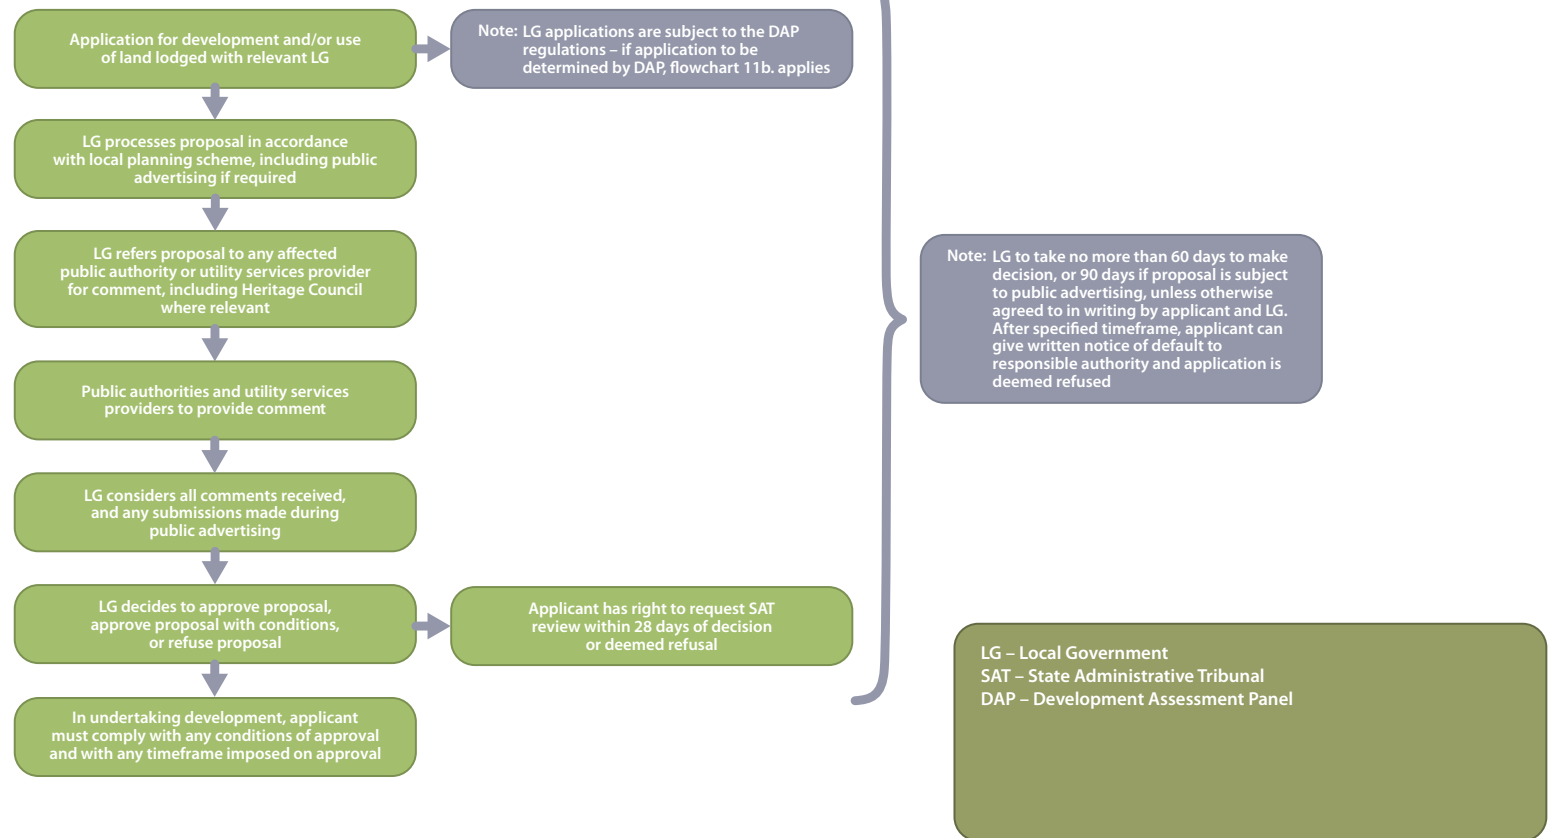 Application for development and/or use
of land lodged with relevant LG
Note: LG applications are subject to the DAP
regulations – if application to be
determined by DAP, flowchart 11b. applies
LG processes proposal in accordance
with local planning scheme, including public
advertising if required
LG refers proposal to any affected
public authority or utility services provider
for comment, including Heritage Council
where relevant
Note: LG to take no more than 60 days to make
decision, or 90 days if proposal is subject
to public advertising, unless otherwise
agreed to in writing by applicant and LG.
After specified timeframe, applicant can
give written notice of default to
responsible authority and application is
deemed refused
Public authorities and utility services
providers to provide comment
LG considers all comments received,
and any submissions made during
public advertising
LG decides to approve proposal,
approve proposal with conditions,
or refuse proposal
Applicant has right to request SAT
review within 28 days of decision
or deemed refusal
In undertaking development, applicant
must comply with any conditions of approval
and with any timeframe imposed on approval
LG – Local Government
SAT – State Administrative Tribunal
DAP – Development Assessment Panel